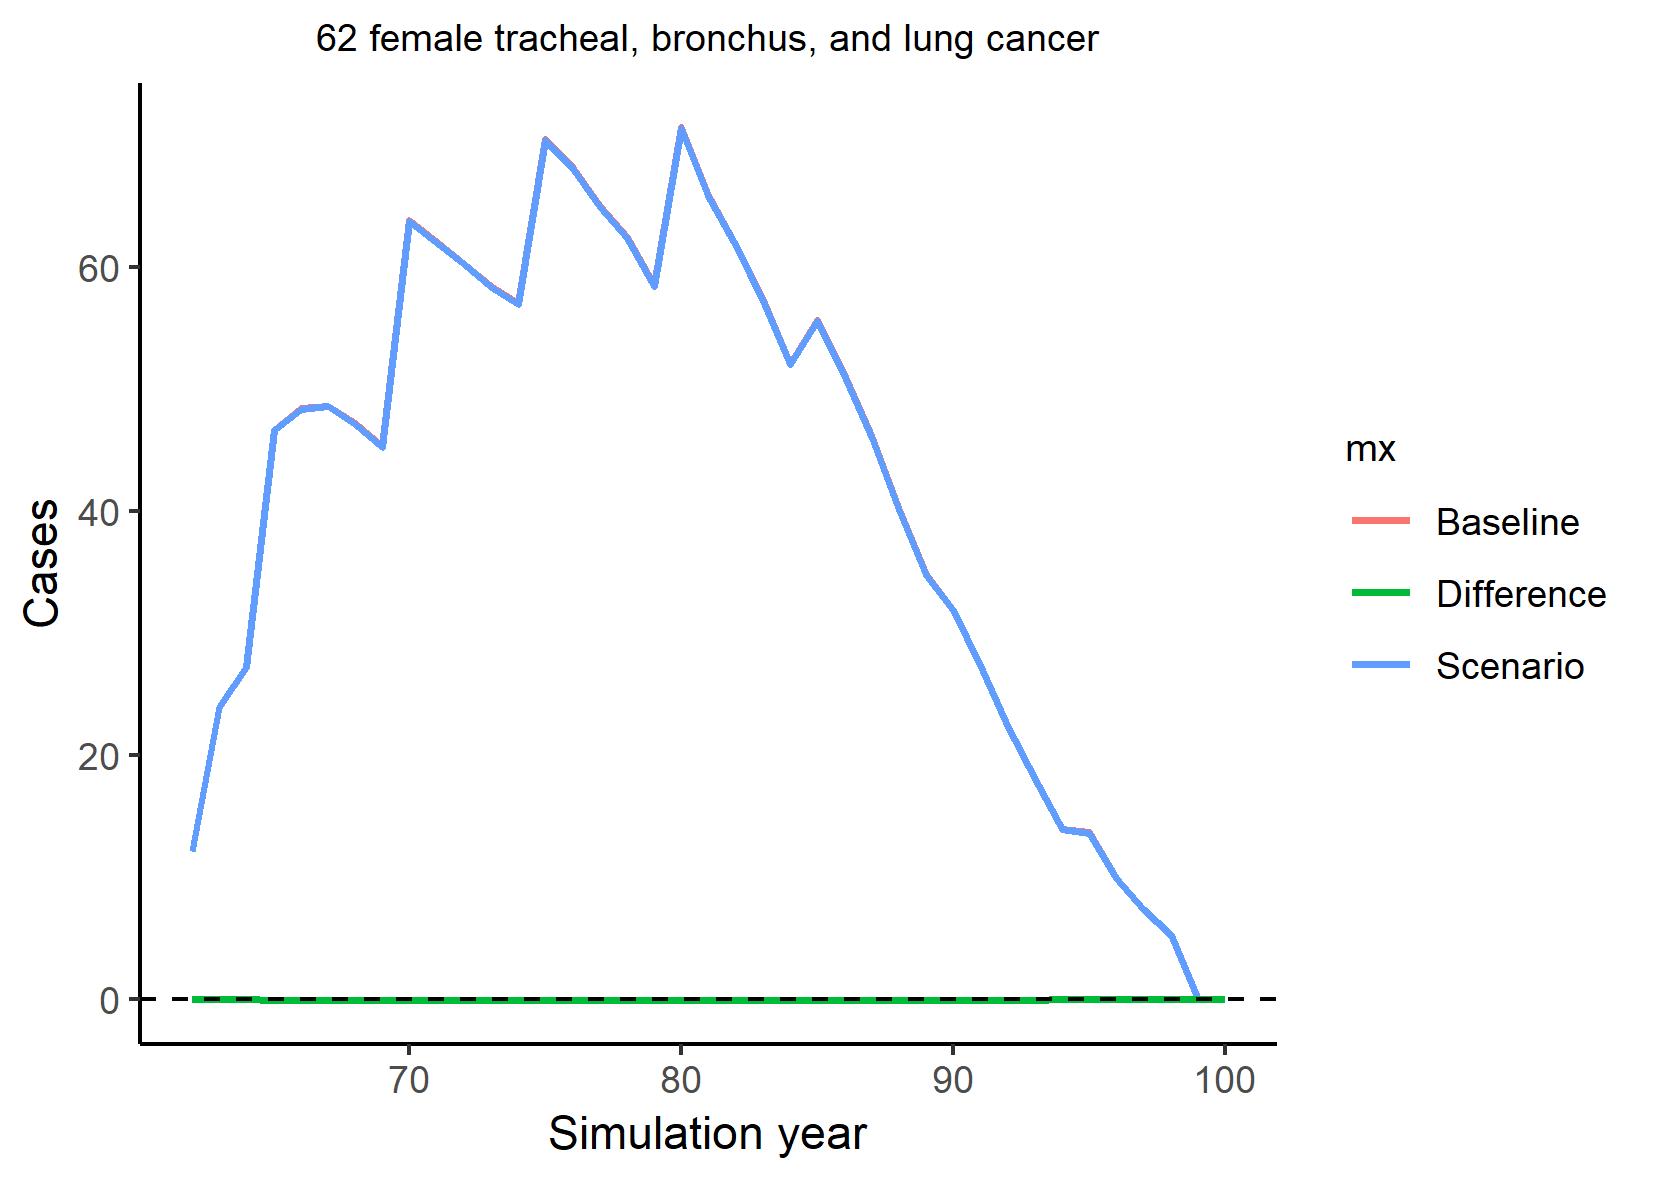 62 female tracheal, bronchus, and lung cancer
Cases
60
40
20
0
70 80 90 100
Simulation year
mx
Baseline
Difference
Scenario